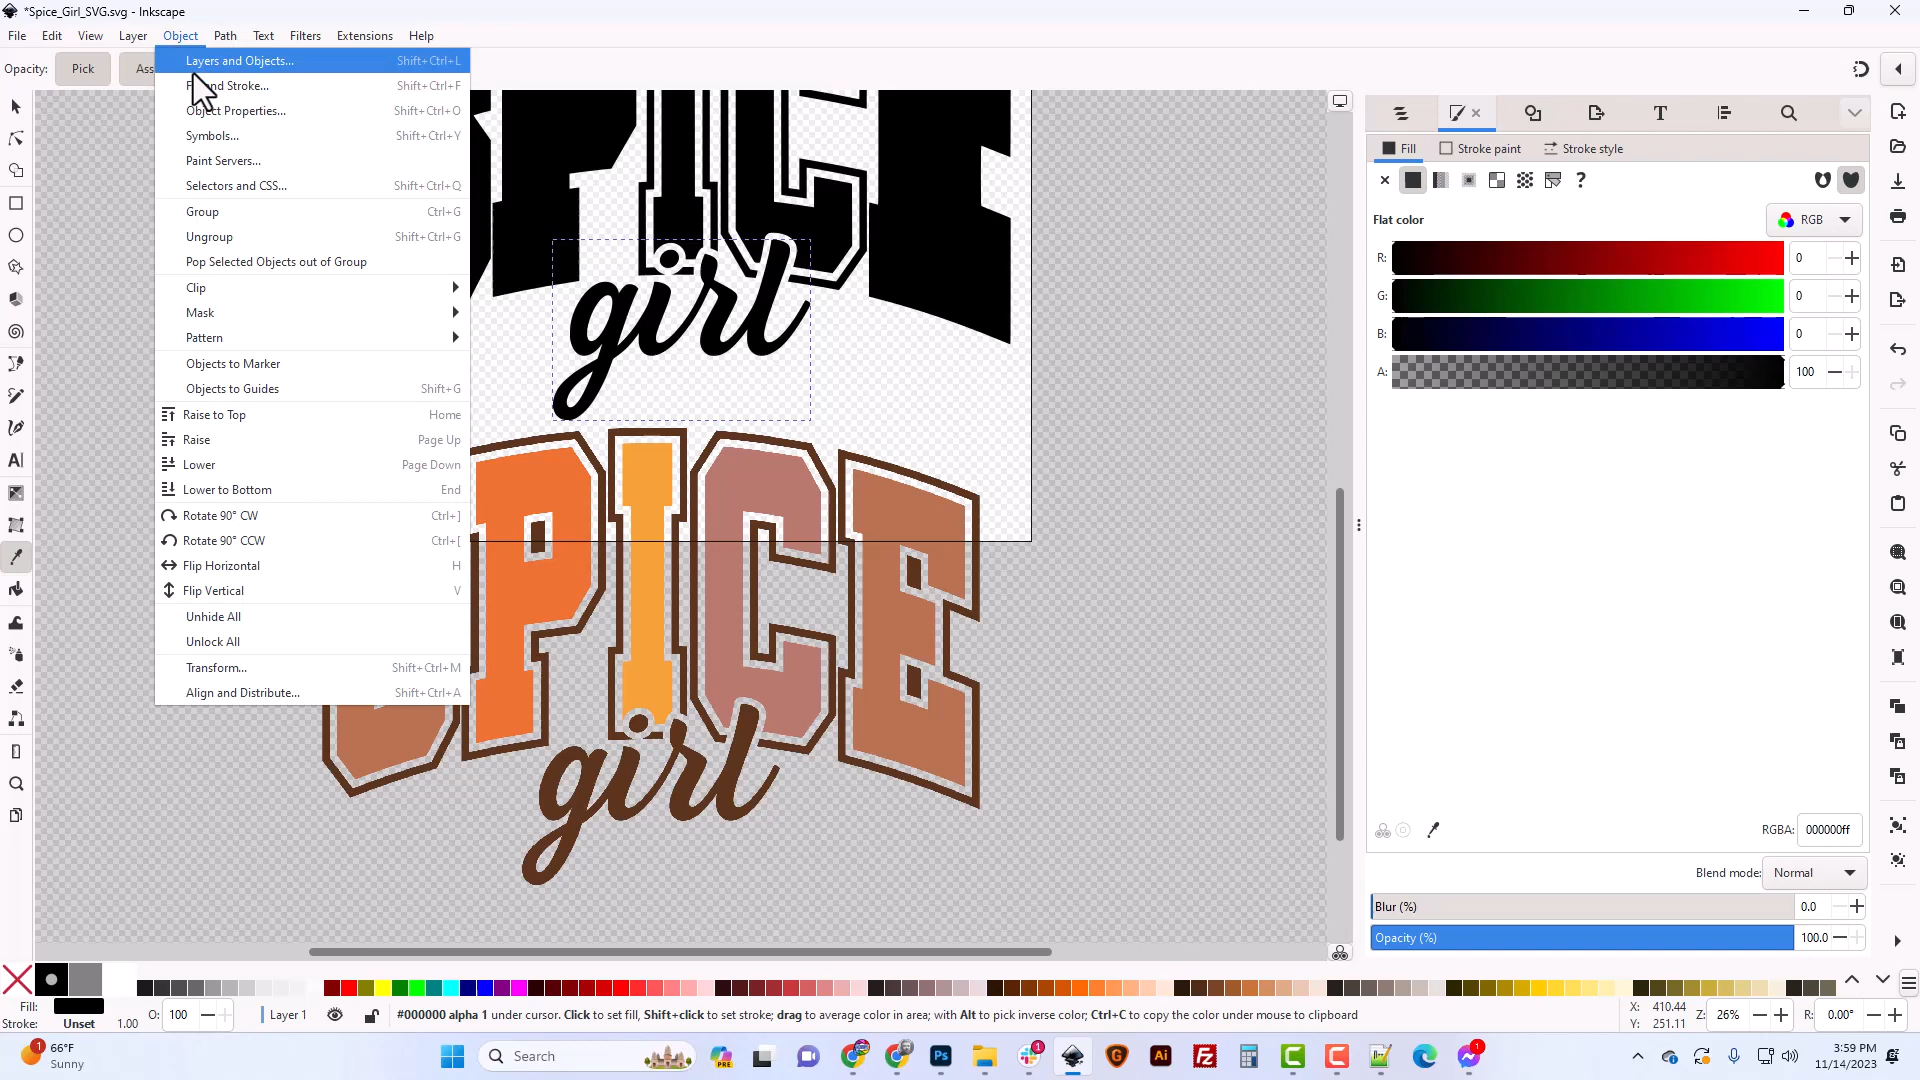 *Spice_Girl_SVG.svg - Inkscape
File Edit View Layer Object Path Text Filters Extensions Help
Opacity: Pick
Layers and Objects... Shift+Ctrl+L
and Stroke... Shift+Ctrl+F
Object Properties... Shift+Ctrl+O
Symbols... Shift+Ctrl+Y
Paint Servers...
Selectors and CSS... Shift+Ctrl+Q
Group Ctrl+G
Ungroup Shift+Ctrl+G
Pop Selected Objects out of Group
Clip
Mask
Pattern
Objects to Marker
Objects to Guides Shift+G
Raise to Top Home
Raise Page Up
Lower Page Down
Lower to Bottom End
Rotate 90° CW Ctrl+]
Rotate 90° CCW Ctrl+[
Flip Horizontal H
Flip Vertical V
Unhide All
Unlock All
Transform... Shift+Ctrl+M
Align and Distribute... Shift+Ctrl+A
PICE
girl
SPICE
girl
Fill Stroke paint Stroke style
Flat color RGB
R: 0
G: 0
B: 0
A: 100
RGBA: 000000ff
Blend mode: Normal
Blur (%) 0.0
Opacity (%) 100.0
Fill:
Stroke: Unset 1.00
O: 100
Layer 1
#000000 alpha 1 under cursor. Click to set fill, Shift+click to set stroke; drag to average color in area; with Alt to pick inverse color; Ctrl+C to copy the color under mouse to clipboard
X: 410.44
Y: 251.11
Z: 26%
R: 0.00°
1
66°F
Sunny
Search
PRE
1
Ps
Ai
1
3:59 PM
11/14/2023